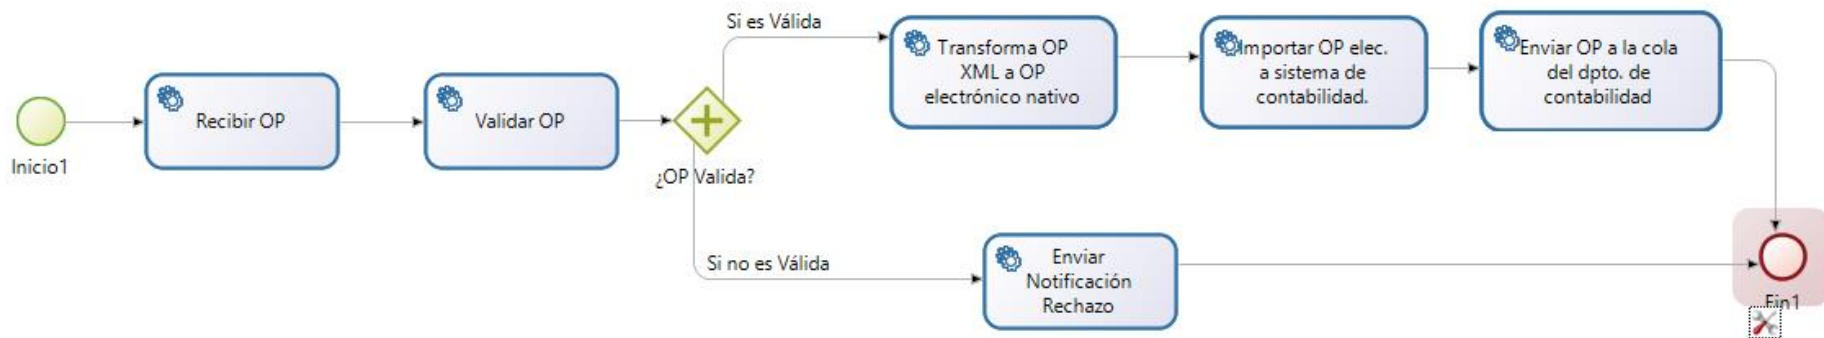 Inicio1
Recibir OP
Validar OP
¿OP Valida?
Si es Válida
Transforma OP
XML a OP
electrónico nativo
Importar OP elec.
a sistema de
contabilidad.
Enviar OP a la cola
del dpto. de
contabilidad
Si no es Válida
Enviar
Notificación
Rechazo
Fin1